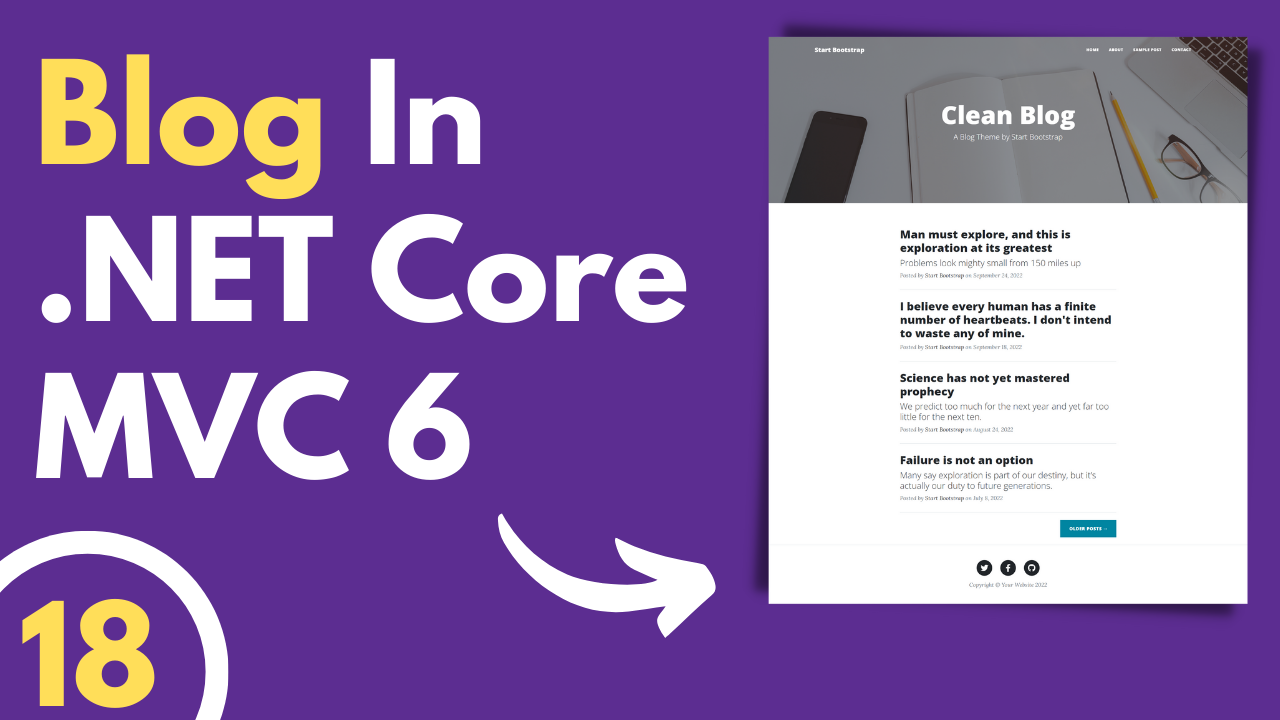 Blog In
.NET Core
MVC 6
18
Start Bootstrap
HOME ABOUT SAMPLE POST CONTACT
Clean Blog
A Blog Theme by Start Bootstrap
Man must explore, and this is
exploration at its greatest
Problems look mighty small from 150 miles up
Posted by Start Bootstrap on September 24, 2022
I believe every human has a finite
number of heartbeats. I don't intend
to waste any of mine.
Posted by Start Bootstrap on September 18, 2022
Science has not yet mastered
prophecy
We predict too much for the next year and yet far too
little for the next ten.
Posted by Start Bootstrap on August 24, 2022
Failure is not an option
Many say exploration is part of our destiny, but it's
actually our duty to future generations.
Posted by Start Bootstrap on July 8, 2022
OLDER POSTS →
Copyright © Your Website 2022